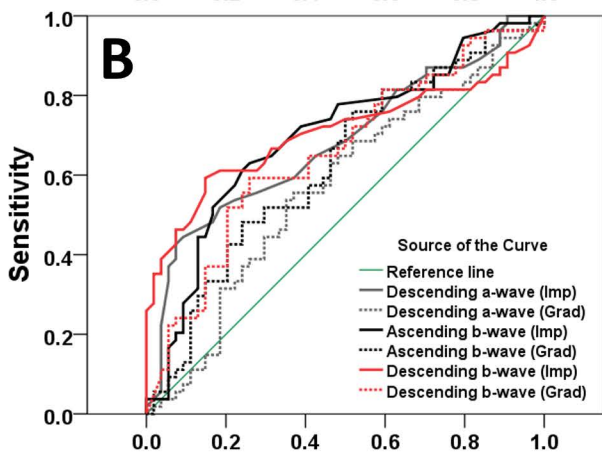 B
1.0
0.8
0.6
0.4
0.2
0.0
Sensitivity
Source of the Curve
Reference line
Descending a-wave (Imp)
Descending a-wave (Grad)
Ascending b-wave (Imp)
Ascending b-wave (Grad)
Descending b-wave (Imp)
Descending b-wave (Grad)
0.0 0.2 0.4 0.6 0.8 1.0